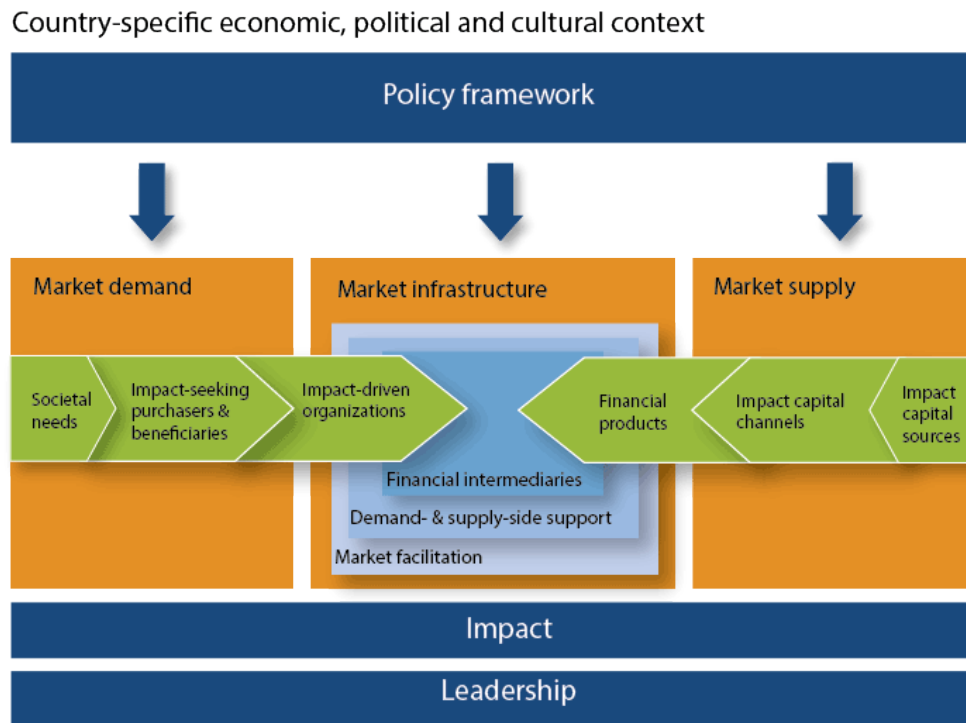 Country-specific economic, political and cultural context
Policy framework
Market demand
Market infrastructure
Market supply
Societal
needs
Impact-seeking
purchasers &
beneficiaries
Impact-driven
organizations
Financial
products
Impact capital
channels
Impact
capital
sources
Financial intermediaries
Demand- & supply-side support
Market facilitation
Impact
Leadership